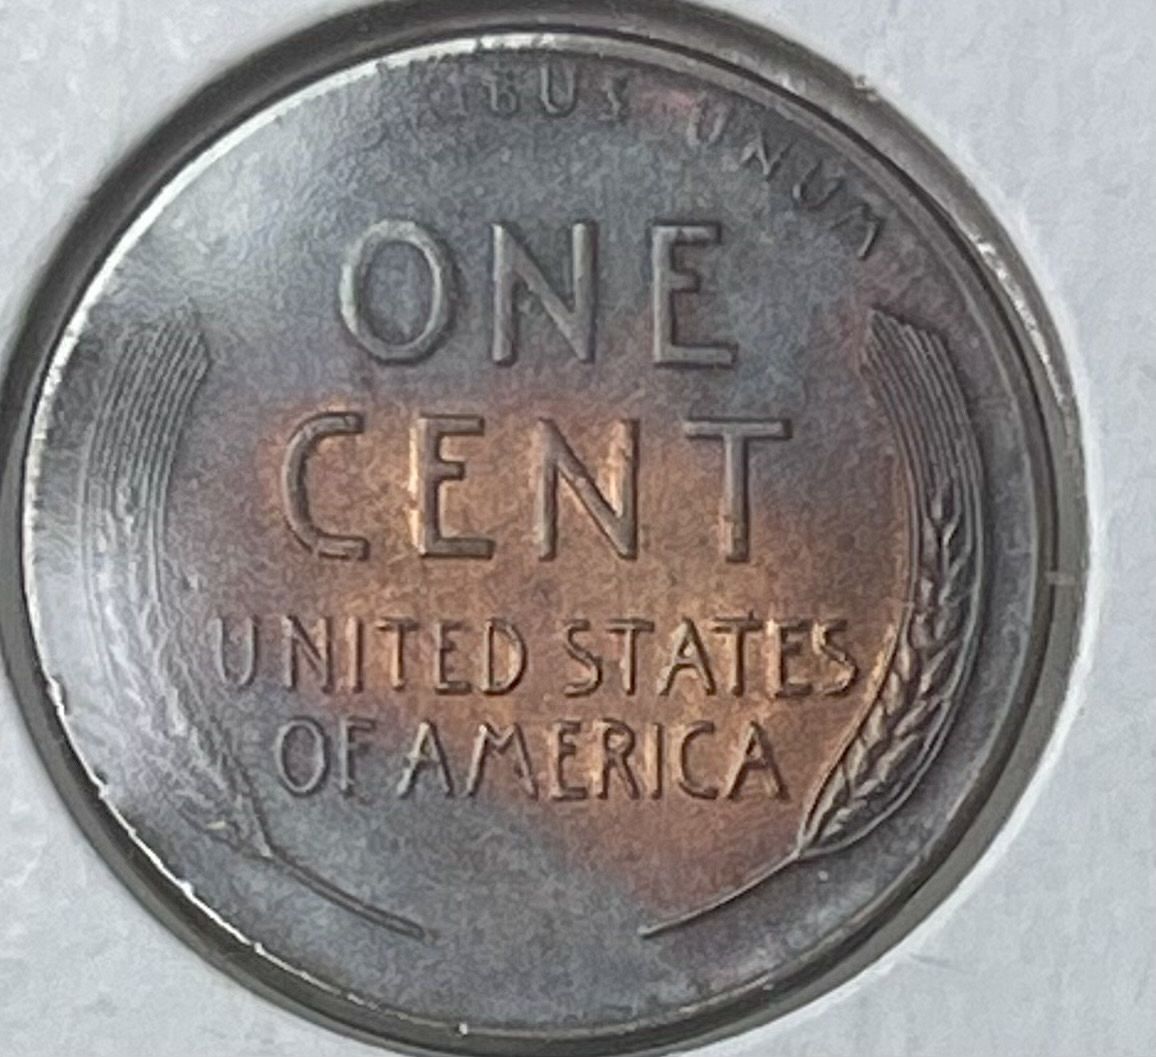 UNUM
ONE
CENT
UNITED STATES
OF AMERICA